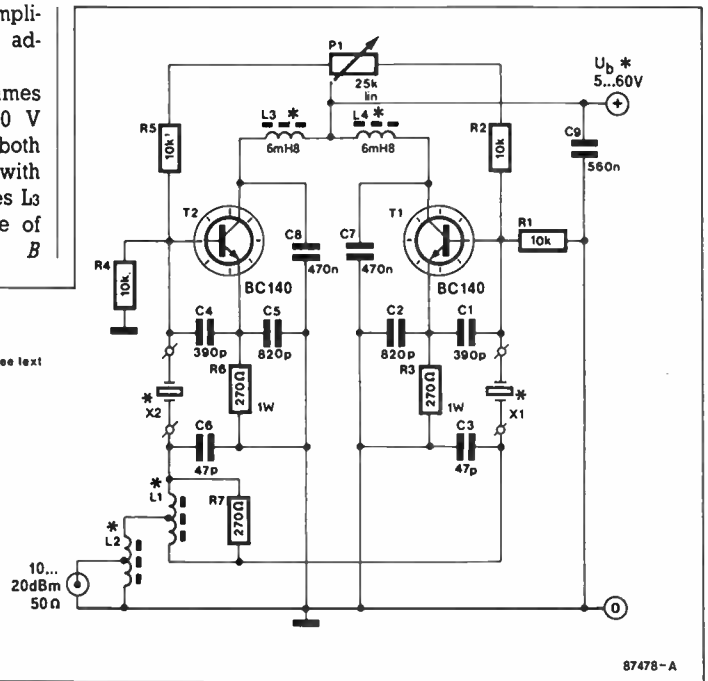 mpli-
ad-
mes
0 V
both
with
es L3
e of
B
ee text
P1
25k
lin
Ub *
5...60V
+
L3 *
6mH8
L4 *
6mH8
R5
10k
R2
10k
C9
560n
T2
T1
R1
10k
C8
470n
C7
470n
BC140
BC140
R4
10k
C4
390p
C5
820p
C2
820p
C1
390p
R6
270Ω
1W
R3
270Ω
1W
* X2
* X1
C6
47p
C3
47p
* L1
R7
270Ω
* L2
10...
20dBm
50Ω
0
87478-A